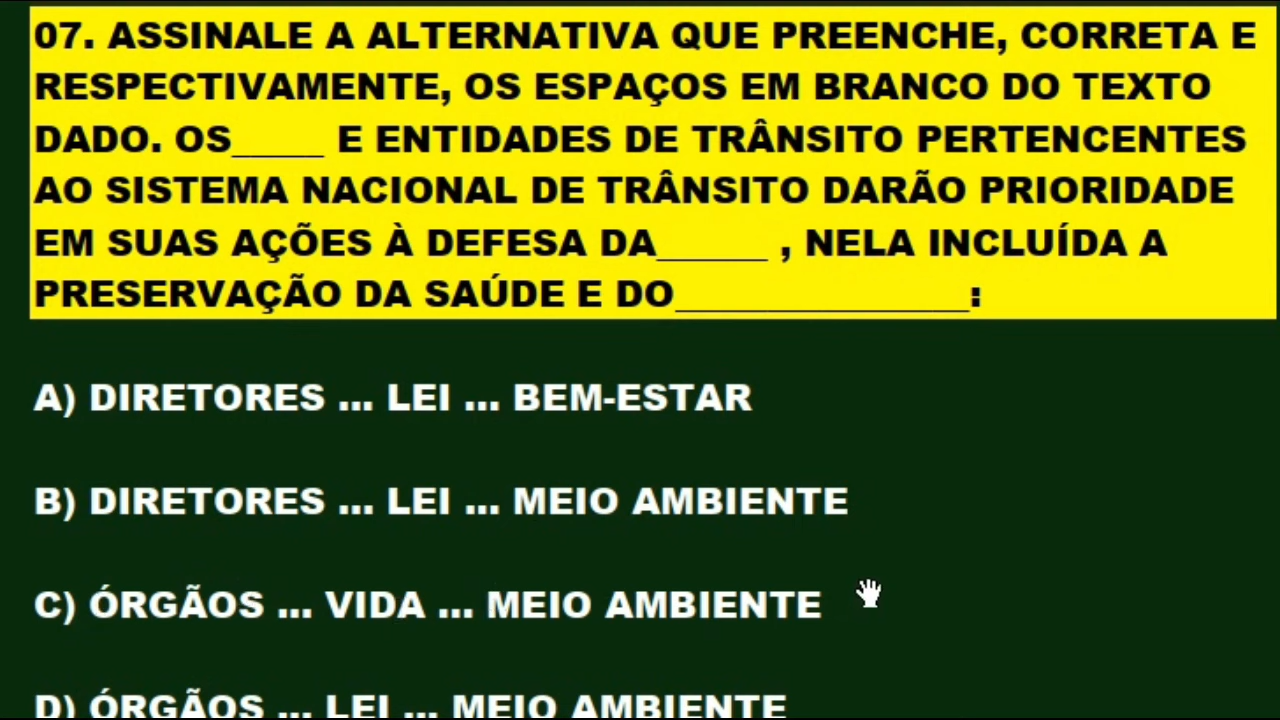 07. ASSINALE A ALTERNATIVA QUE PREENCHE, CORRETA E
RESPECTIVAMENTE, OS ESPAÇOS EM BRANCO DO TEXTO
DADO. OS_____ E ENTIDADES DE TRÂNSITO PERTENCENTES
AO SISTEMA NACIONAL DE TRÂNSITO DARÃO PRIORIDADE
EM SUAS AÇÕES À DEFESA DA______ , NELA INCLUÍDA A
PRESERVAÇÃO DA SAÚDE E DO________________:
A) DIRETORES ... LEI ... BEM-ESTAR
B) DIRETORES ... LEI ... MEIO AMBIENTE
C) ÓRGÃOS ... VIDA ... MEIO AMBIENTE
D) ÓRGÃOS ... LEI ... MEIO AMBIENTE